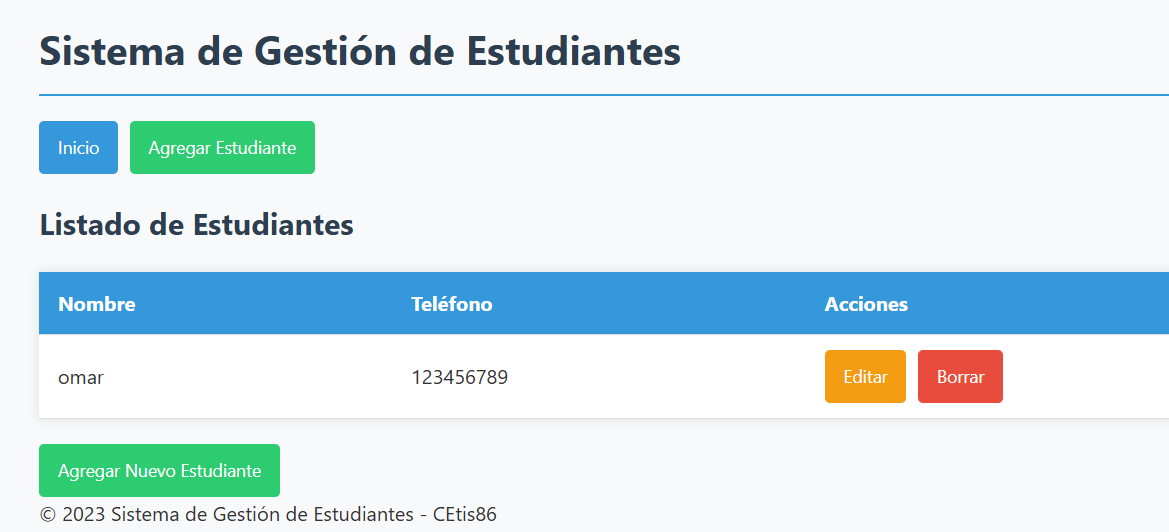 Sistema de Gestión de Estudiantes
Inicio Agregar Estudiante
Listado de Estudiantes
Nombre Teléfono Acciones
omar 123456789 Editar Borrar
Agregar Nuevo Estudiante
© 2023 Sistema de Gestión de Estudiantes - CEtis86